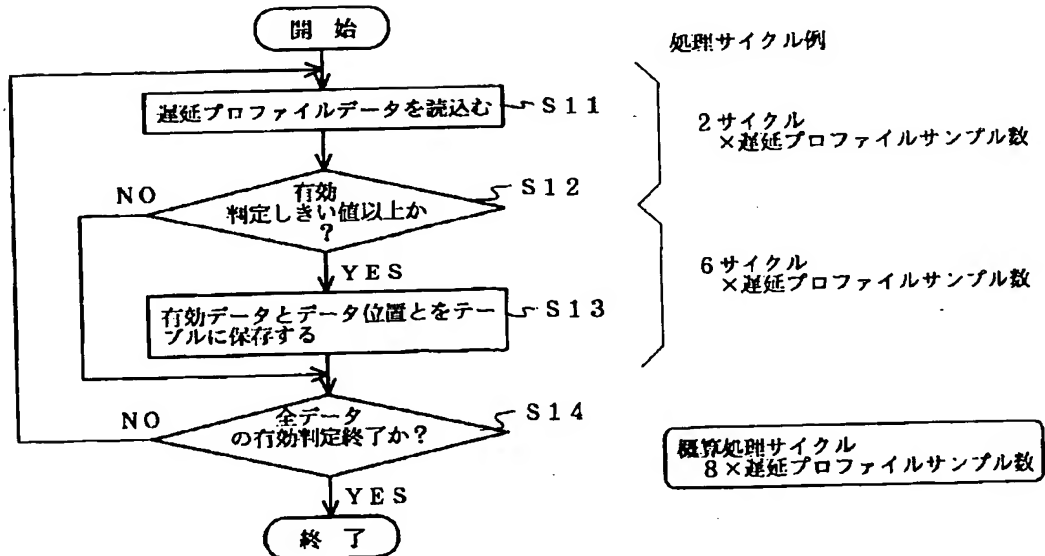 開 始
処理サイクル例
遅延プロファイルデータを読込む
S11
2サイクル
×遅延プロファイルサンプル数
NO
有効
判定しきい値以上か
?
S12
YES
6サイクル
×遅延プロファイルサンプル数
有効データとデータ位置とをテー
ブルに保存する
S13
NO
全データ
の有効判定終了か?
S14
概算処理サイクル
8×遅延プロファイルサンプル数
YES
終 了